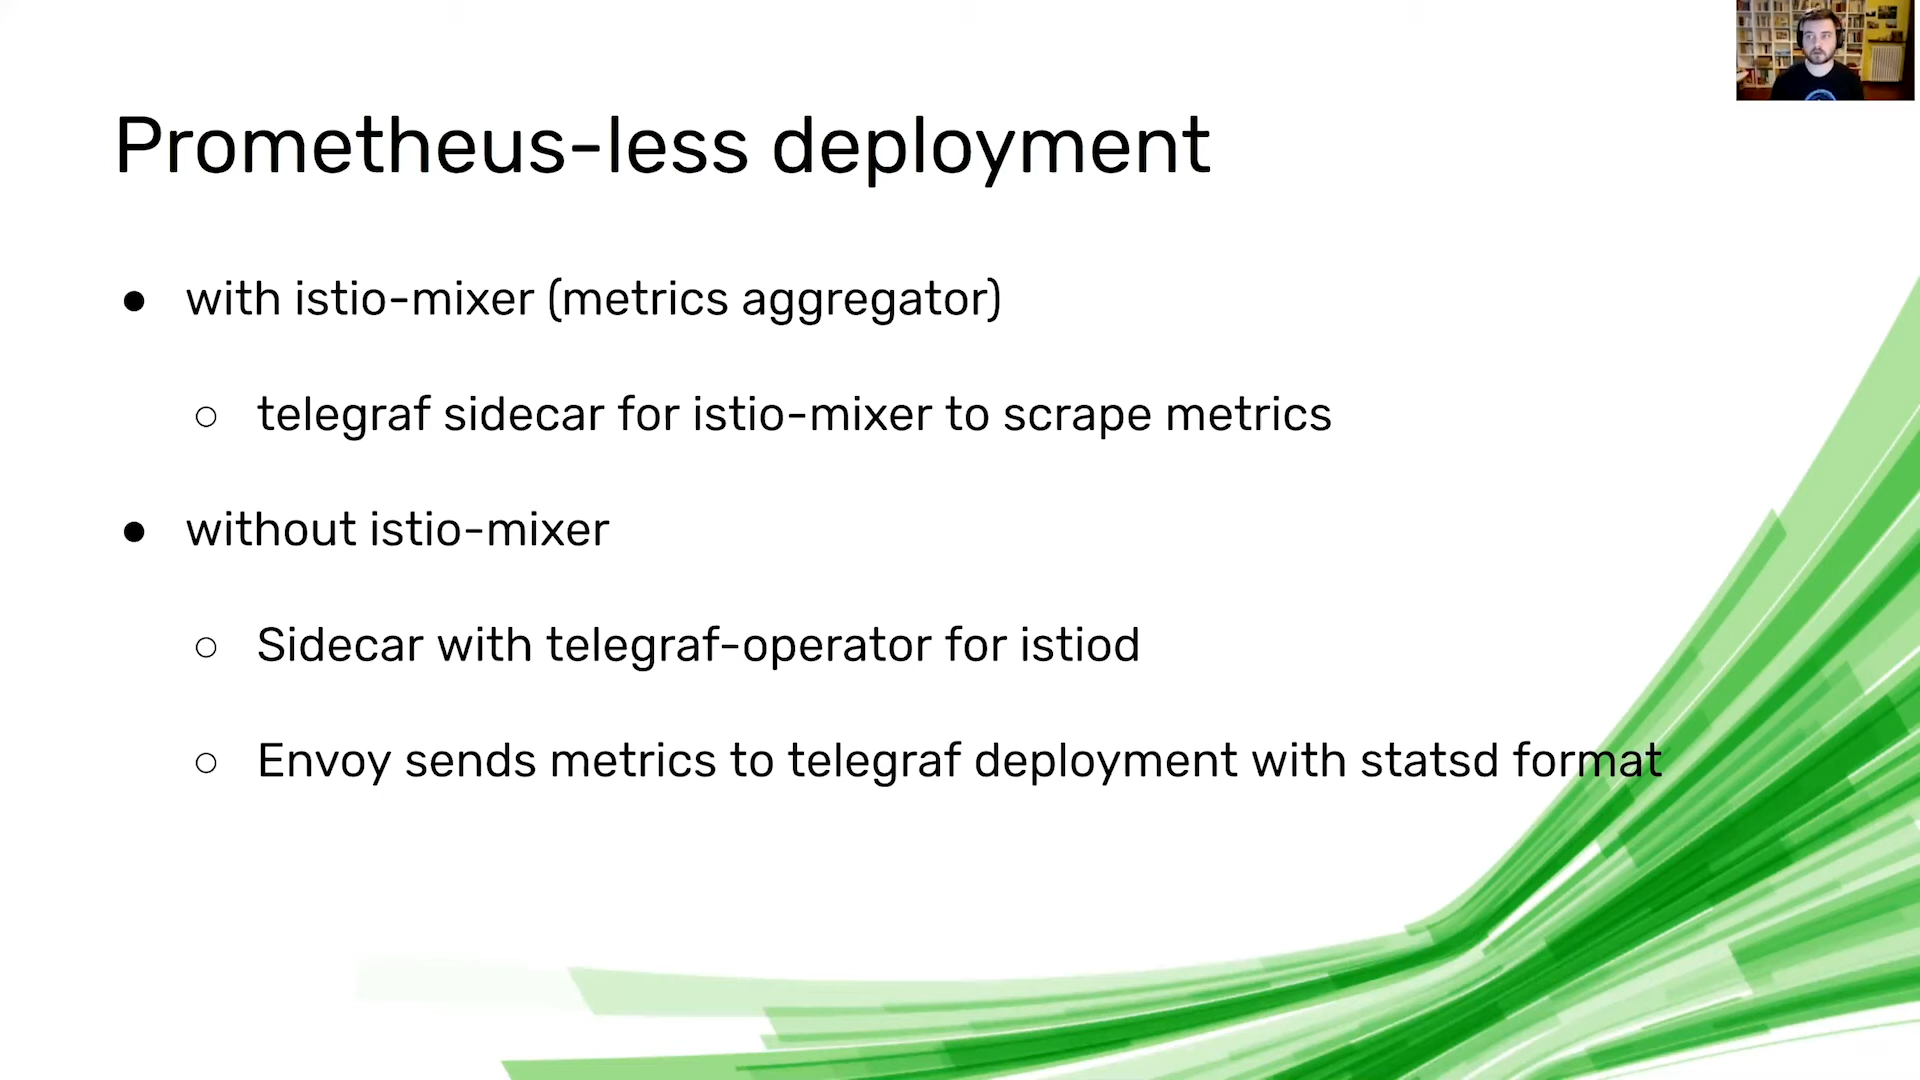 Prometheus-less deployment
● with istio-mixer (metrics aggregator)
○ telegraf sidecar for istio-mixer to scrape metrics
● without istio-mixer
○ Sidecar with telegraf-operator for istiod
○ Envoy sends metrics to telegraf deployment with statsd format